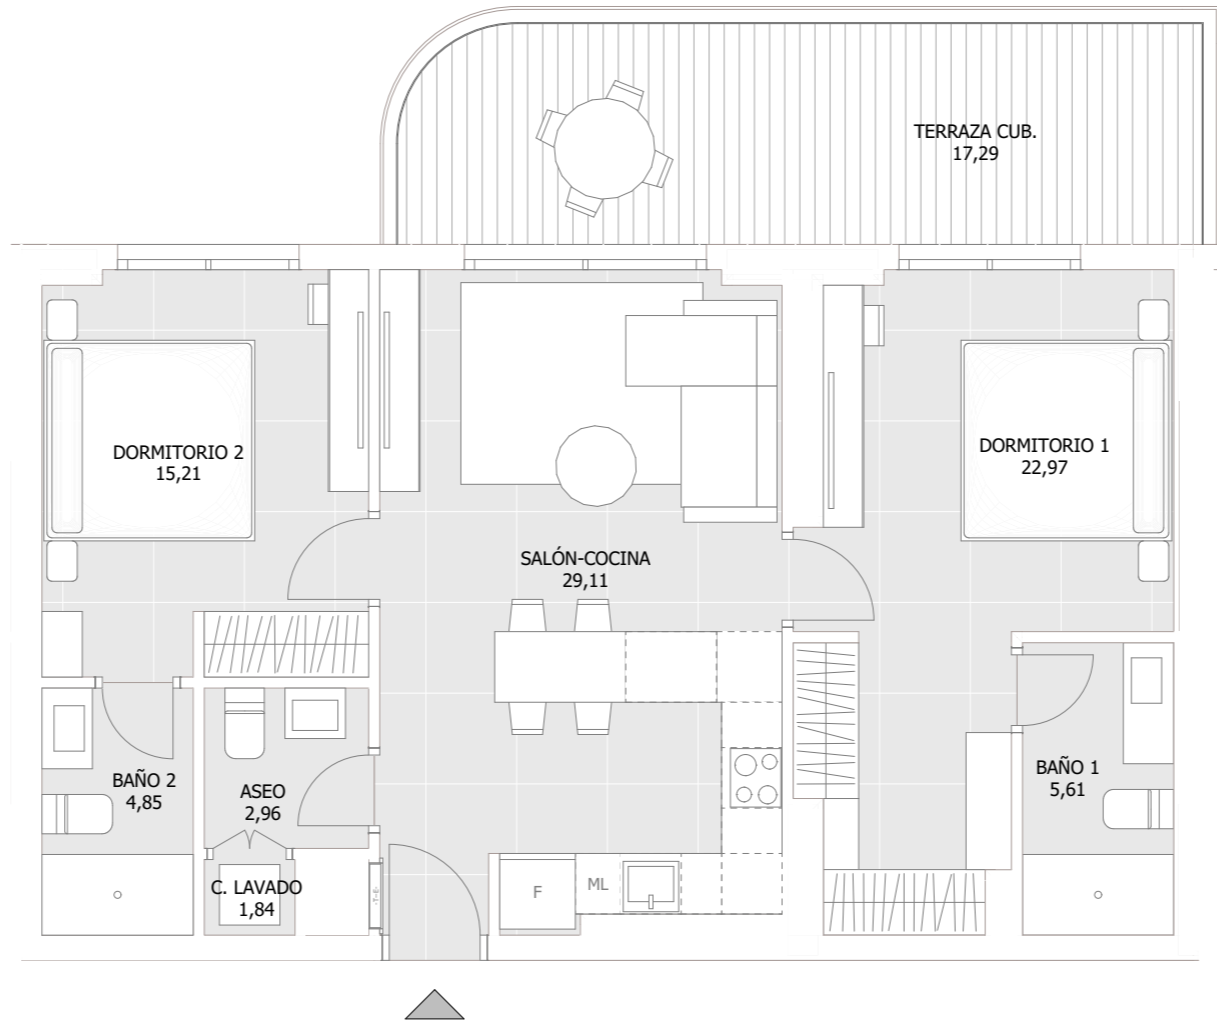 TERRAZA CUB.
17,29
DORMITORIO 2
15,21
DORMITORIO 1
22,97
SALÓN-COCINA
29,11
BAÑO 2
4,85
ASEO
2,96
BAÑO 1
5,61
C. LAVADO
1,84
-T-E-
F
ML